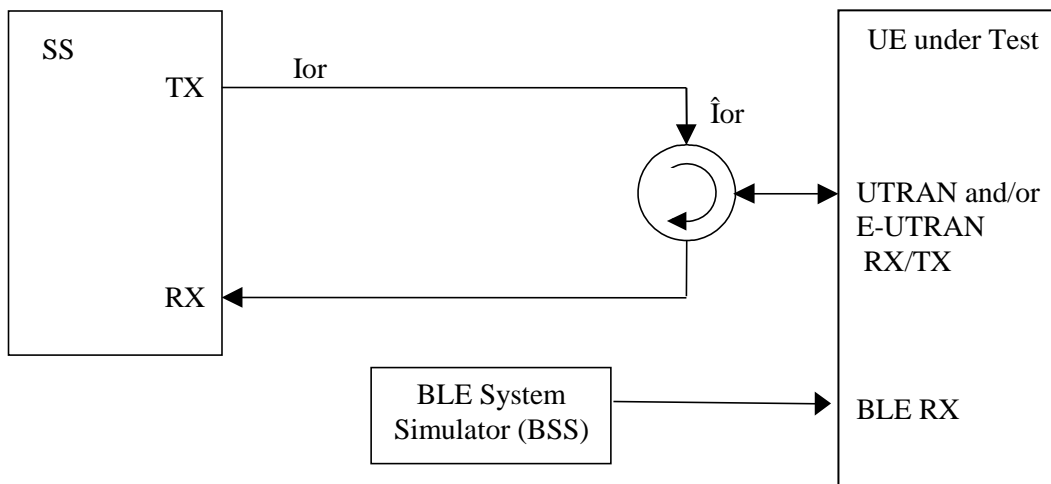 SS
TX
Ior
Îor
RX
UE under Test
UTRAN and/or
E-UTRAN
RX/TX
BLE System
Simulator (BSS)
BLE RX